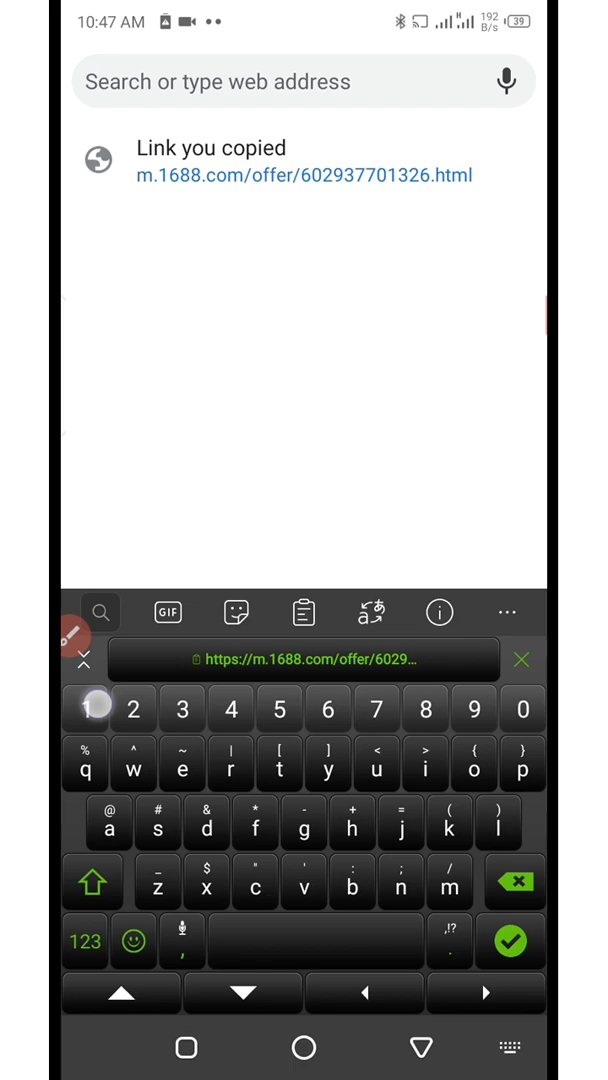 10:47 AM
192
B/s
39
Search or type web address
Link you copied
m.1688.com/offer/602937701326.html
GIF
https://m.1688.com/offer/6029...
1 2 3 4 5 6 7 8 9 0
% ^ ~ | [ ] < > { }
q w e r t y u i o p
@ # & * - + = ( )
a s d f g h j k l
_ $ " ' : ; /
z x c v b n m
,!?
123 , .